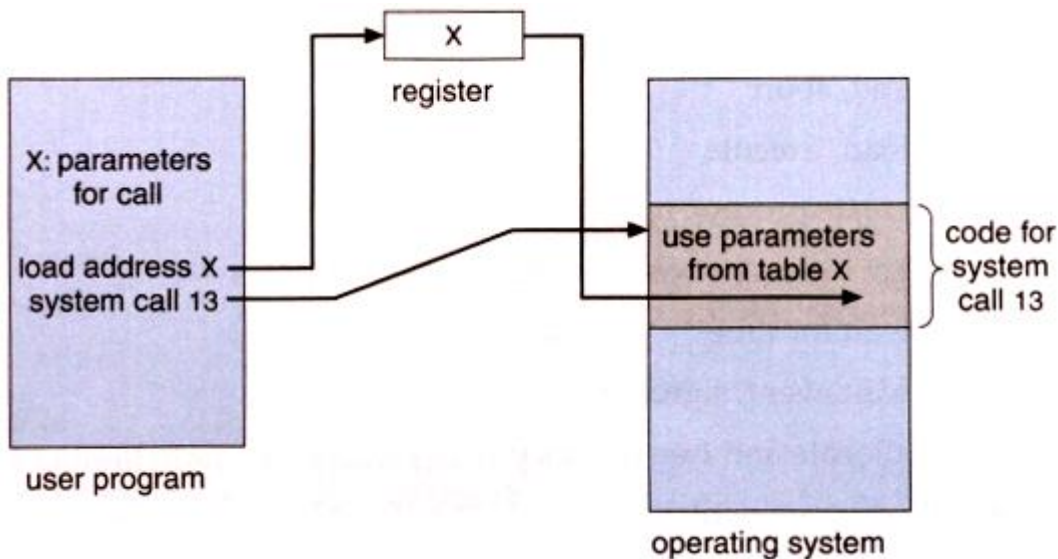 X
register
X: parameters
for call
load address X
system call 13
user program
use parameters
from table X
code for
system
call 13
operating system